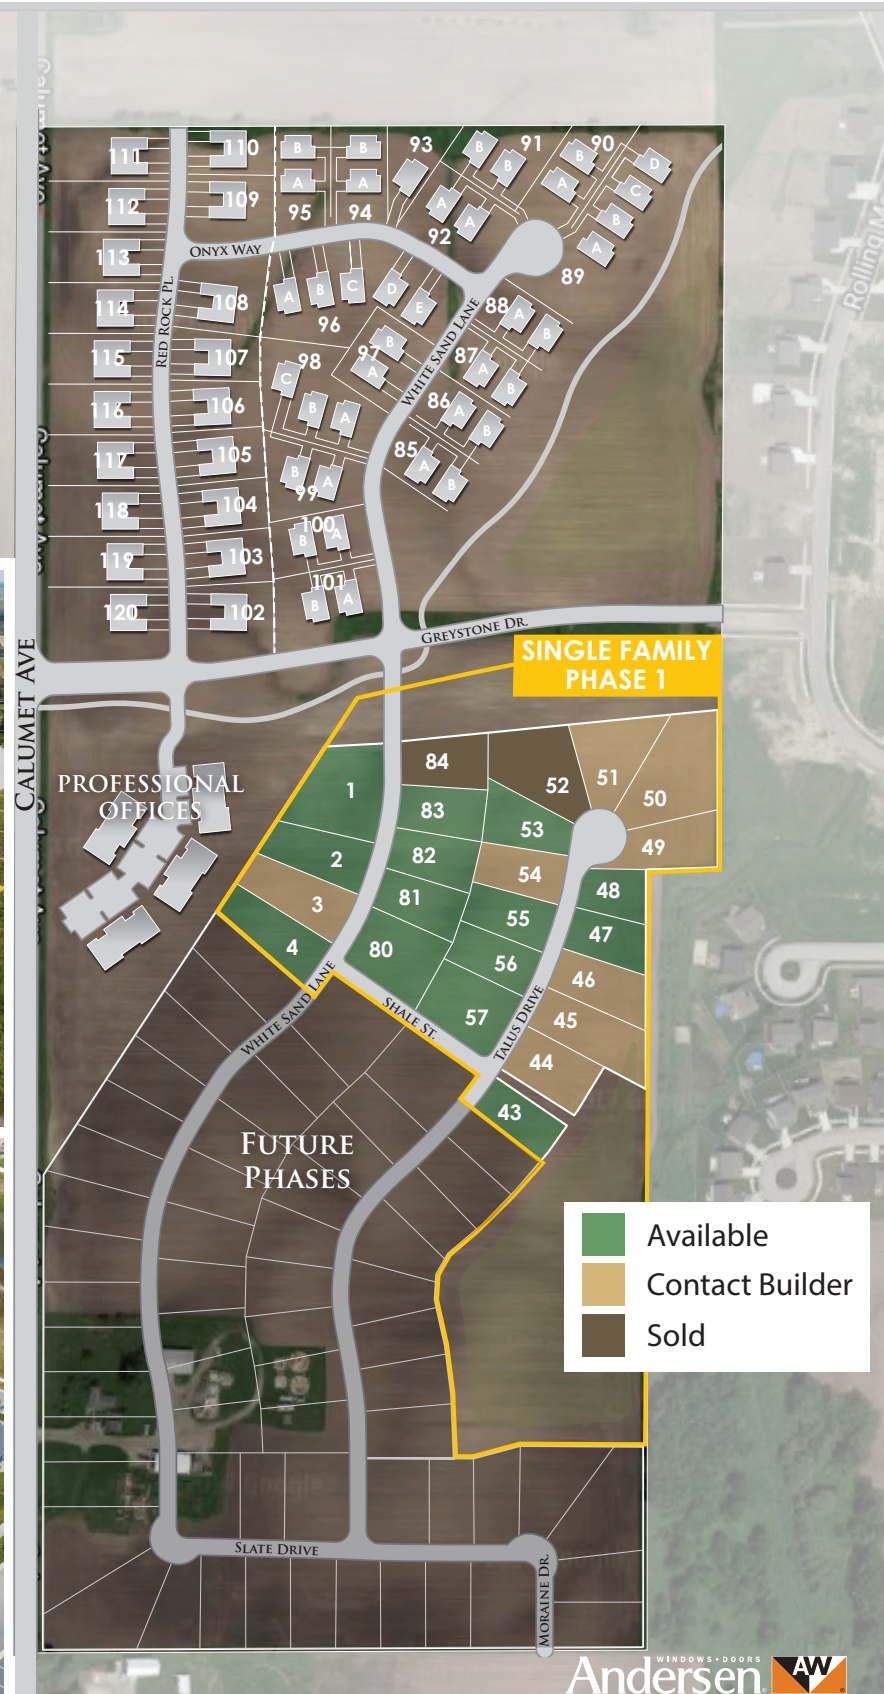 111
110
B
B
93
B
91
B
90
D
B
A
A
A
C
112
109
95
94
A
A
92
B
A
113
ONYX WAY
89
D
C
B
A
E
96
114
108
RED ROCK PL.
88
A
B
WHITE SAND LANE
115
107
98
97
B
A
87
A
B
C
116
106
B
A
86
A
B
117
105
85
A
B
B
A
99
118
104
100
B
A
119
103
101
B
A
120
102
GREYSTONE DR.
Rolling M
CALUMET AVE
SINGLE FAMILY
PHASE 1
PROFESSIONAL
OFFICES
84
52
51
50
1
83
53
49
2
82
54
48
3
81
55
47
4
80
56
46
57
45
44
43
WHITE SAND LANE
SHALE ST.
TALUS DRIVE
FUTURE
PHASES
Available
Contact Builder
Sold
SLATE DRIVE
MORAINE DR.
WINDOWS • DOORS
Andersen
AW